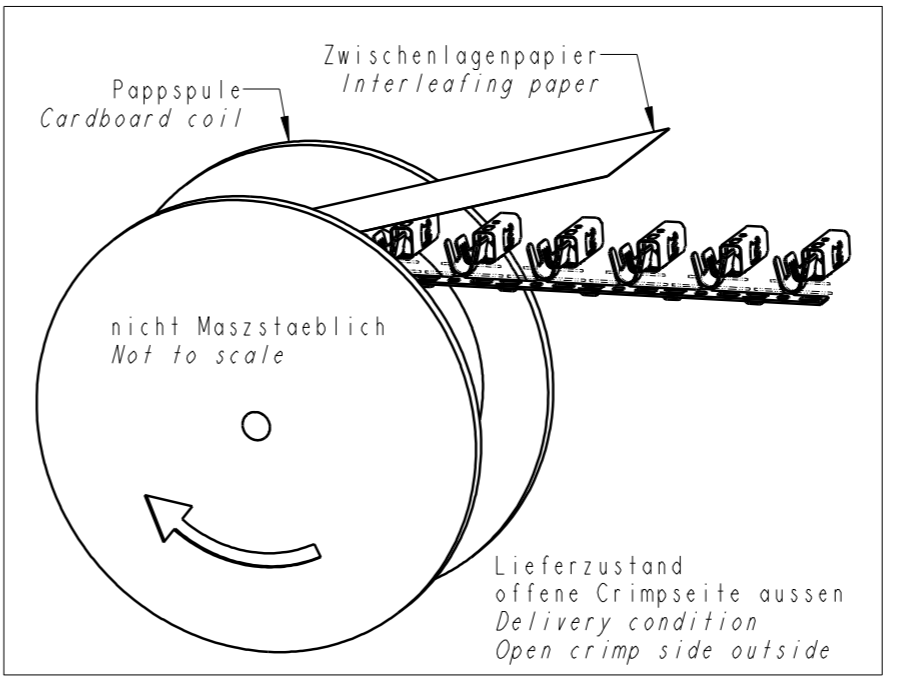 Zwischenlagenpapier
Interleafing paper
Pappspule
Cardboard coil
nicht Maszstaeblich
Not to scale
Lieferzustand
offene Crimpseite aussen
Delivery condition
Open crimp side outside